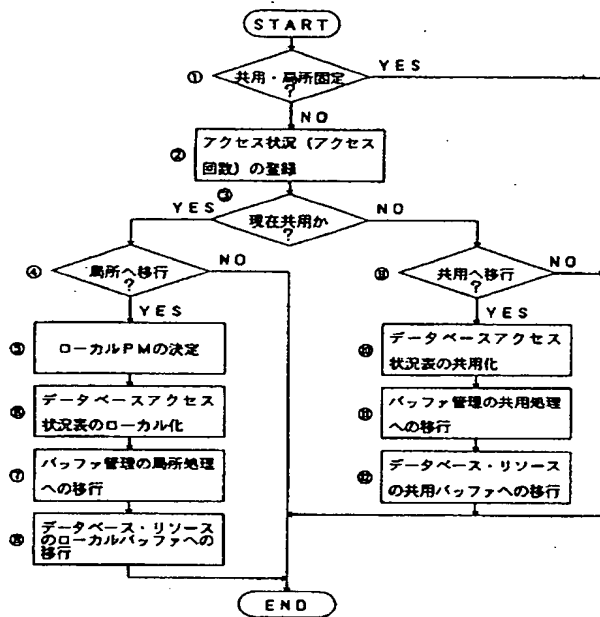 START
① 共用・局所固定 YES
?
NO
② アクセス状況（アクセス
回数）の登録
③
YES 現在共用か NO
?
④ 局所へ移行 NO
?
YES
共用へ移行 NO
?
YES
⑤ ローカルPMの決定
⑥ データベースアクセス
状況表のローカル化
⑦ バッファ管理の局所処理
への移行
⑧ データベース・リソース
のローカルバッファへの
移行
⑩ データベースアクセス
状況表の共用化
⑪ バッファ管理の共用処理
への移行
⑫ データベース・リソース
の共用バッファへの移行
END